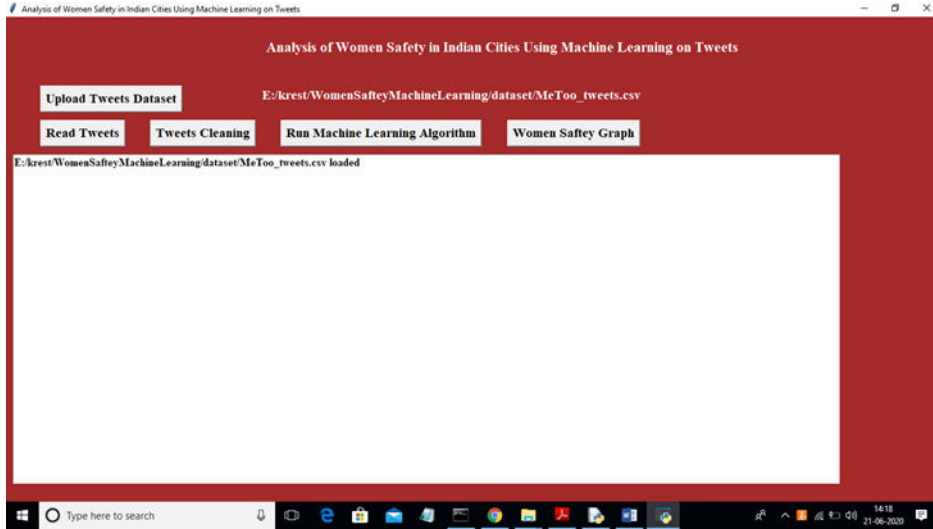 Analysis of Women Safety in Indian Cities Using Machine Learning on Tweets
Analysis of Women Safety in Indian Cities Using Machine Learning on Tweets
Upload Tweets Dataset E:/krest/WomenSafteyMachineLearning/dataset/MeToo_tweets.csv
Read Tweets Tweets Cleaning Run Machine Learning Algorithm Women Saftey Graph
E:/krest/WomenSafteyMachineLearning/dataset/MeToo_tweets.csv loaded
Type here to search
14:18
21-06-2020